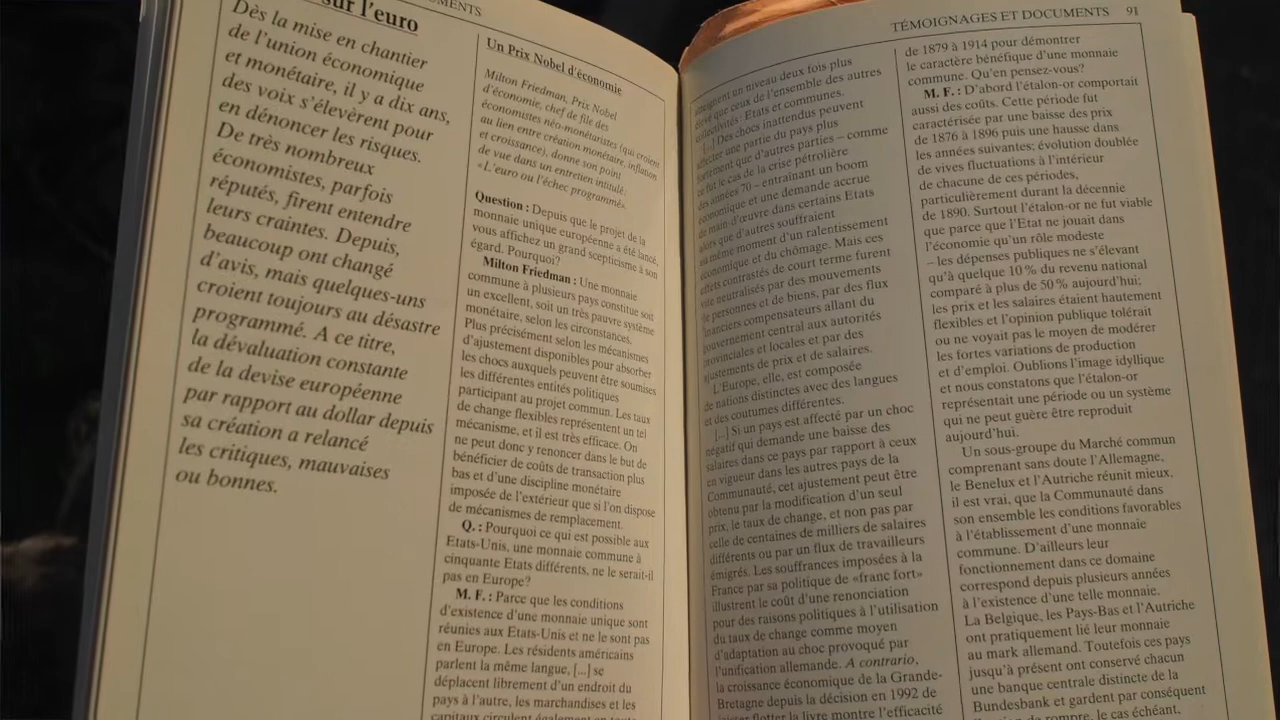 sur l'euro
Dès la mise en chantier
de l'union économique
et monétaire, il y a dix ans,
des voix s'élevèrent pour
en dénoncer les risques.
De très nombreux
économistes, parfois
réputés, firent entendre
leurs craintes. Depuis,
beaucoup ont changé
d'avis, mais quelques-uns
croient toujours au désastre
programmé. A ce titre,
la dévaluation constante
de la devise européenne
par rapport au dollar depuis
sa création a relancé
les critiques, mauvaises
ou bonnes.
Un Prix Nobel d'économie
Milton Friedman, Prix Nobel
d'économie, chef de file des
économistes néo-monétaristes (qui croient
au lien entre création monétaire, inflation
et croissance), donne son point
de vue dans un entretien intitulé:
«L'euro ou l'échec programmé».
Question : Depuis que le projet de la
monnaie unique européenne a été lancé,
vous affichez un grand scepticisme à son
égard. Pourquoi?
Milton Friedman : Une monnaie
commune à plusieurs pays constitue soit
un excellent, soit un très pauvre système
monétaire, selon les circonstances.
Plus précisément selon les mécanismes
d'ajustement disponibles pour absorber
les chocs auxquels peuvent être soumises
les différentes entités politiques
participant au projet commun. Les taux
de change flexibles représentent un tel
mécanisme, et il est très efficace. On
ne peut donc y renoncer dans le but de
bénéficier de coûts de transaction plus
bas et d'une discipline monétaire
imposée de l'extérieur que si l'on dispose
de mécanismes de remplacement.
Q. : Pourquoi ce qui est possible aux
Etats-Unis, une monnaie commune à
cinquante Etats différents, ne le serait-il
pas en Europe?
M. F. : Parce que les conditions
d'existence d'une monnaie unique sont
réunies aux Etats-Unis et ne le sont pas
en Europe. Les résidents américains
parlent la même langue, [...] se
déplacent librement d'un endroit du
pays à l'autre, les marchandises et les
capitaux circulent également
TÉMOIGNAGES ET DOCUMENTS 91
un niveau deux fois plus
élevé que ceux de l'ensemble des autres
collectivités: Etats et communes.
[...] Des chocs inattendus peuvent
affecter une partie du pays plus
fortement que d'autres parties – comme
ce fut le cas de la crise pétrolière
des années 70 – entraînant un boom
économique et une demande accrue
de main-d'œuvre dans certains Etats
alors que d'autres souffraient
au même moment d'un ralentissement
économique et du chômage. Mais ces
effets contrastés de court terme furent
vite neutralisés par des mouvements
de personnes et de biens, par des flux
financiers compensateurs allant du
gouvernement central aux autorités
provinciales et locales et par des
ajustements de prix et de salaires.
L'Europe, elle, est composée
de nations distinctes avec des langues
et des coutumes différentes.
[...] Si un pays est affecté par un choc
négatif qui demande une baisse des
salaires dans ce pays par rapport à ceux
en vigueur dans les autres pays de la
Communauté, cet ajustement peut être
obtenu par la modification d'un seul
prix, le taux de change, et non pas par
celle de centaines de milliers de salaires
différents ou par un flux de travailleurs
émigrés. Les souffrances imposées à la
France par sa politique de «franc fort»
illustrent le coût d'une renonciation
pour des raisons politiques à l'utilisation
du taux de change comme moyen
d'adaptation au choc provoqué par
l'unification allemande. A contrario,
la croissance économique de la Grande-
Bretagne depuis la décision en 1992 de
laisser flotter la livre montre l'efficacité
de 1879 à 1914 pour démontrer
le caractère bénéfique d'une monnaie
commune. Qu'en pensez-vous?
M. F. : D'abord l'étalon-or comportait
aussi des coûts. Cette période fut
caractérisée par une baisse des prix
de 1876 à 1896 puis une hausse dans
les années suivantes; évolution doublée
de vives fluctuations à l'intérieur
de chacune de ces périodes,
particulièrement durant la décennie
de 1890. Surtout l'étalon-or ne fut viable
que parce que l'Etat ne jouait dans
l'économie qu'un rôle modeste
– les dépenses publiques ne s'élevant
qu'à quelque 10 % du revenu national
comparé à plus de 50 % aujourd'hui;
les prix et les salaires étaient hautement
flexibles et l'opinion publique tolérait
ou ne voyait pas le moyen de modérer
les fortes variations de production
et d'emploi. Oublions l'image idyllique
et nous constatons que l'étalon-or
représentait une période ou un système
qui ne peut guère être reproduit
aujourd'hui.
Un sous-groupe du Marché commun
comprenant sans doute l'Allemagne,
le Benelux et l'Autriche réunit mieux,
il est vrai, que la Communauté dans
son ensemble les conditions favorables
à l'établissement d'une monnaie
commune. D'ailleurs leur
fonctionnement dans ce domaine
correspond depuis plusieurs années
à l'existence d'une telle monnaie.
La Belgique, les Pays-Bas et l'Autriche
ont pratiquement lié leur monnaie
au mark allemand. Toutefois ces pays
jusqu'à présent ont conservé chacun
une banque centrale distincte de la
Bundesbank et gardent par conséquent
de rompre, le cas échéant,